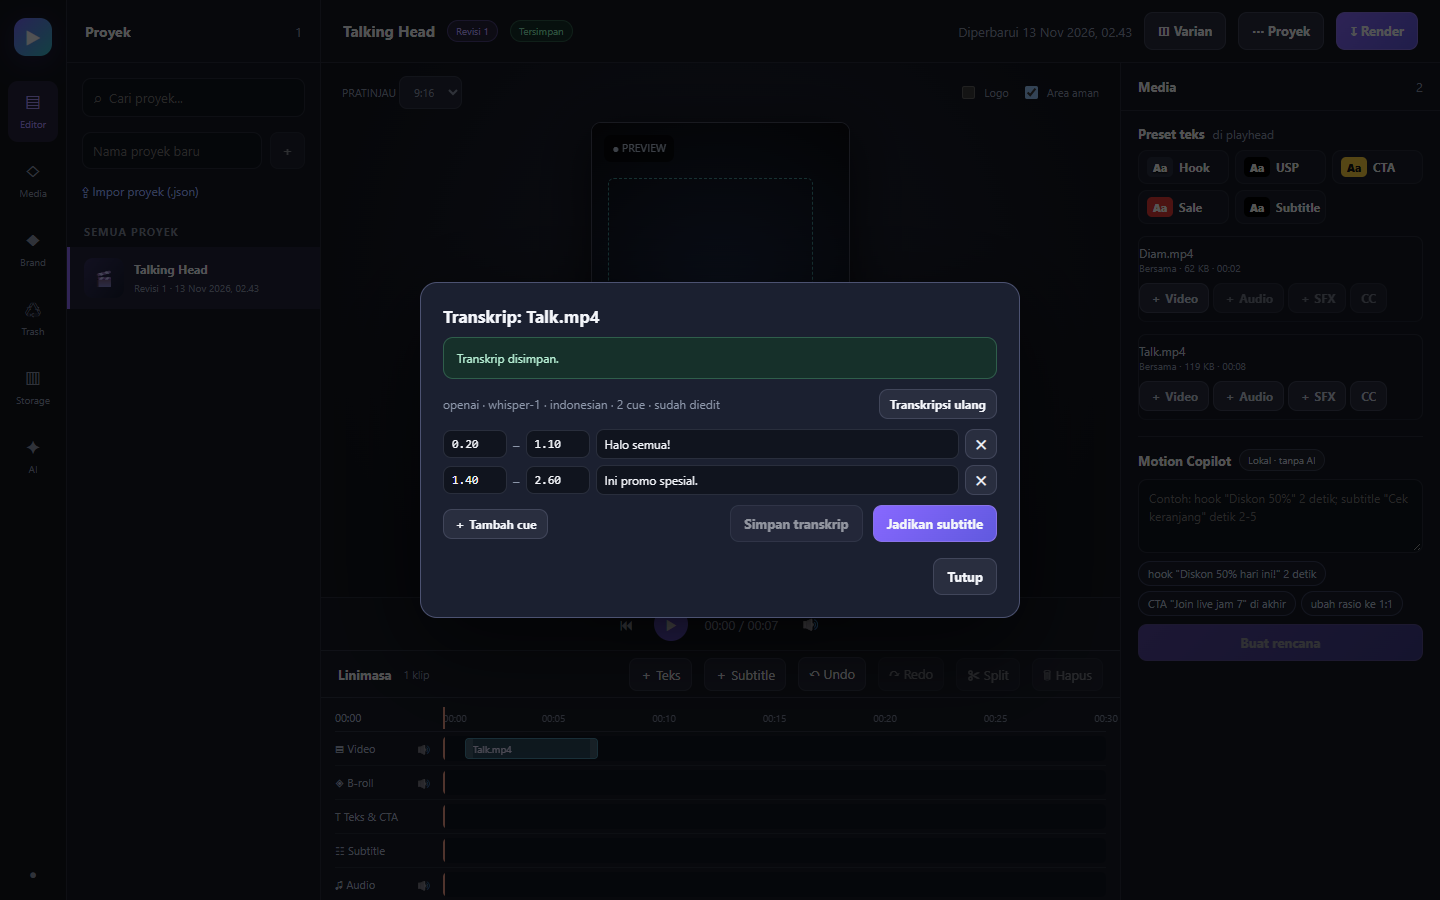 Editor
Media
Brand
Trash
Storage
AI
Proyek
1
Cari proyek...
Nama proyek baru
+
Impor proyek (.json)
SEMUA PROYEK
Talking Head
Revisi 1 · 13 Nov 2026, 02.43
Talking Head
Revisi 1
Tersimpan
Diperbarui 13 Nov 2026, 02.43
Varian
Proyek
Render
PRATINJAU
9:16
Logo
Area aman
PREVIEW
Transkrip: Talk.mp4
Transkrip disimpan.
openai · whisper-1 · indonesian · 2 cue · sudah diedit
Transkripsi ulang
0.20 – 1.10 Halo semua!
1.40 – 2.60 Ini promo spesial.
+ Tambah cue
Simpan transkrip
Jadikan subtitle
Tutup
00:00 / 00:07
Linimasa
1 klip
+ Teks
+ Subtitle
Undo
Redo
Split
Hapus
00:00
00:00 00:05 00:10 00:15 00:20 00:25 00:30
Video
Talk.mp4
B-roll
T Teks & CTA
Subtitle
Audio
Media
2
Preset teks di playhead
Aa Hook
Aa USP
Aa CTA
Aa Sale
Aa Subtitle
Diam.mp4
Bersama · 62 KB · 00:02
+ Video
+ Audio
+ SFX
CC
Talk.mp4
Bersama · 119 KB · 00:08
+ Video
+ Audio
+ SFX
CC
Motion Copilot
Lokal · tanpa AI
Contoh: hook "Diskon 50%" 2 detik; subtitle "Cek
keranjang" detik 2-5
hook "Diskon 50% hari ini!" 2 detik
CTA "Join live jam 7" di akhir
ubah rasio ke 1:1
Buat rencana